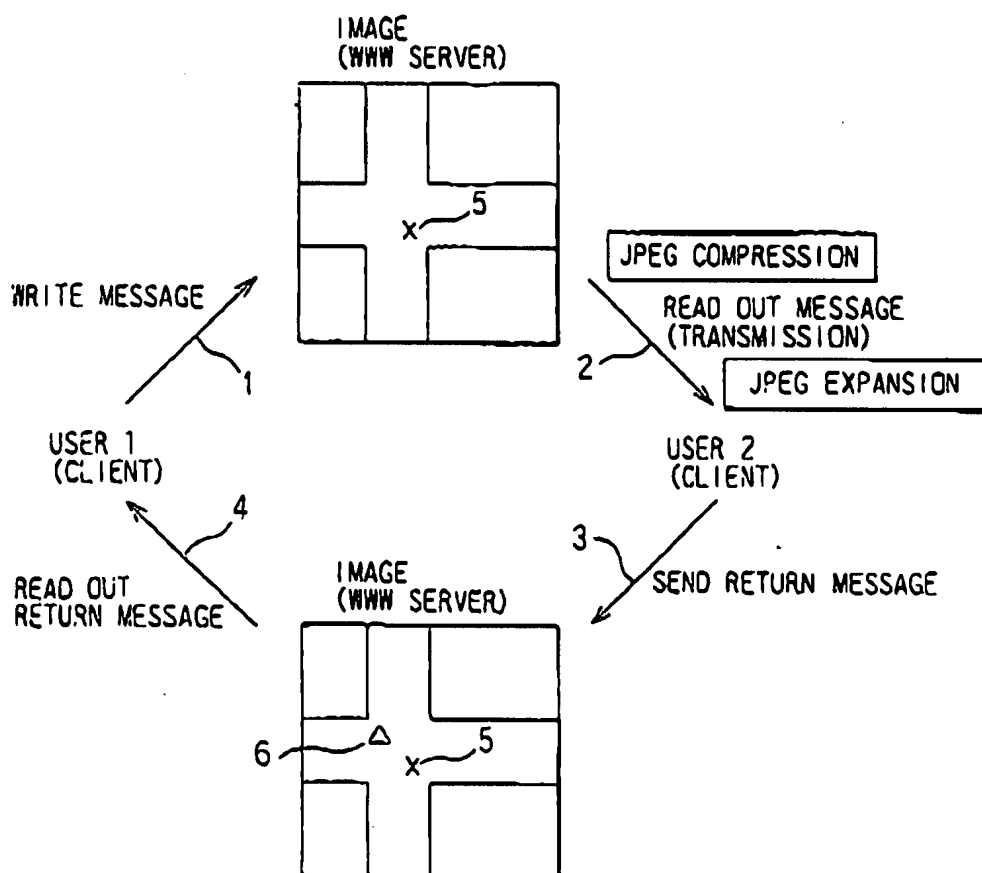 IMAGE
(WWW SERVER)
5
JPEG COMPRESSION
WRITE MESSAGE
READ OUT MESSAGE
(TRANSMISSION)
1
2
JPEG EXPANSION
USER 1
(CLIENT)
USER 2
(CLIENT)
4
3
IMAGE
(WWW SERVER)
SEND RETURN MESSAGE
READ OUT
RETURN MESSAGE
6
5